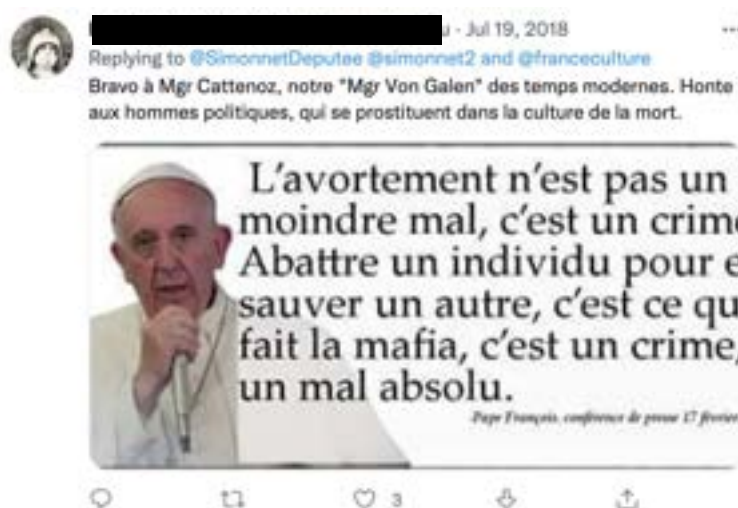 · Jul 19, 2018
Replying to @SimonnetDeputee @simonnet2 and @franceculture
Bravo à Mgr Cattenoz, notre "Mgr Von Galen" des temps modernes. Honte
aux hommes politiques, qui se prostituent dans la culture de la mort.
L'avortement n'est pas un
moindre mal, c'est un crime
Abattre un individu pour e
sauver un autre, c'est ce qu
fait la mafia, c'est un crime,
un mal absolu.
Pape François, conférence de presse 17 février
3